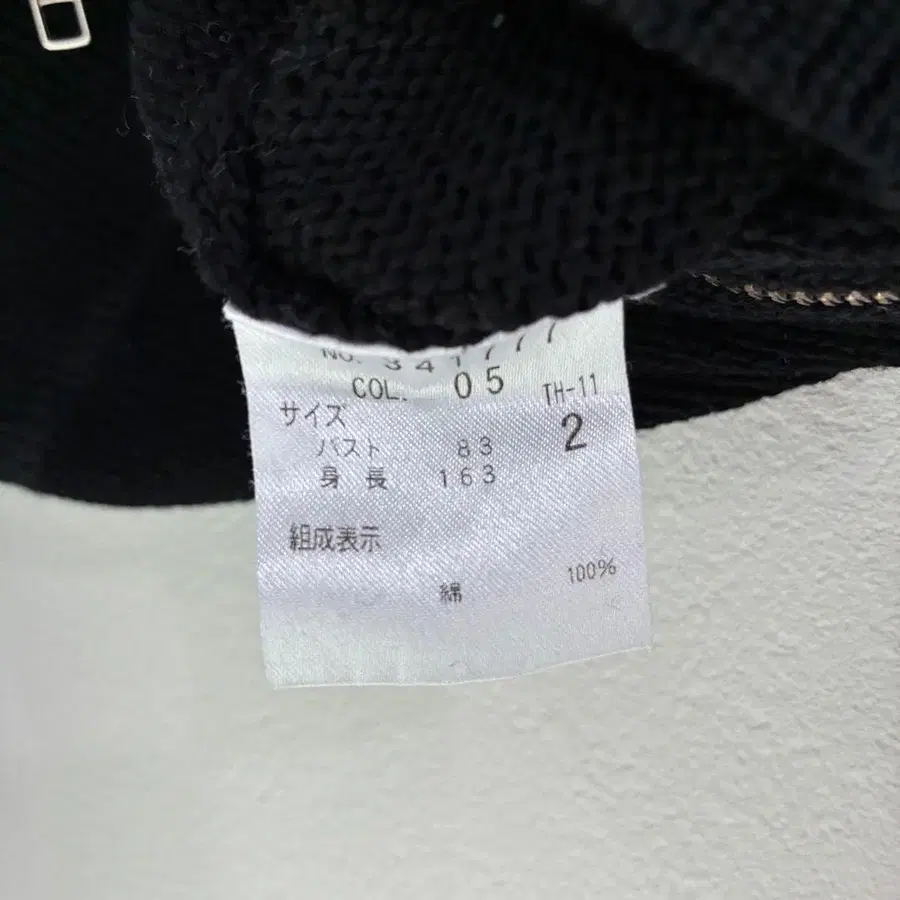 NO. 341777
COL. 05 TH-11
サイズ 2
バスト 83
身長 163
組成表示
綿 100%